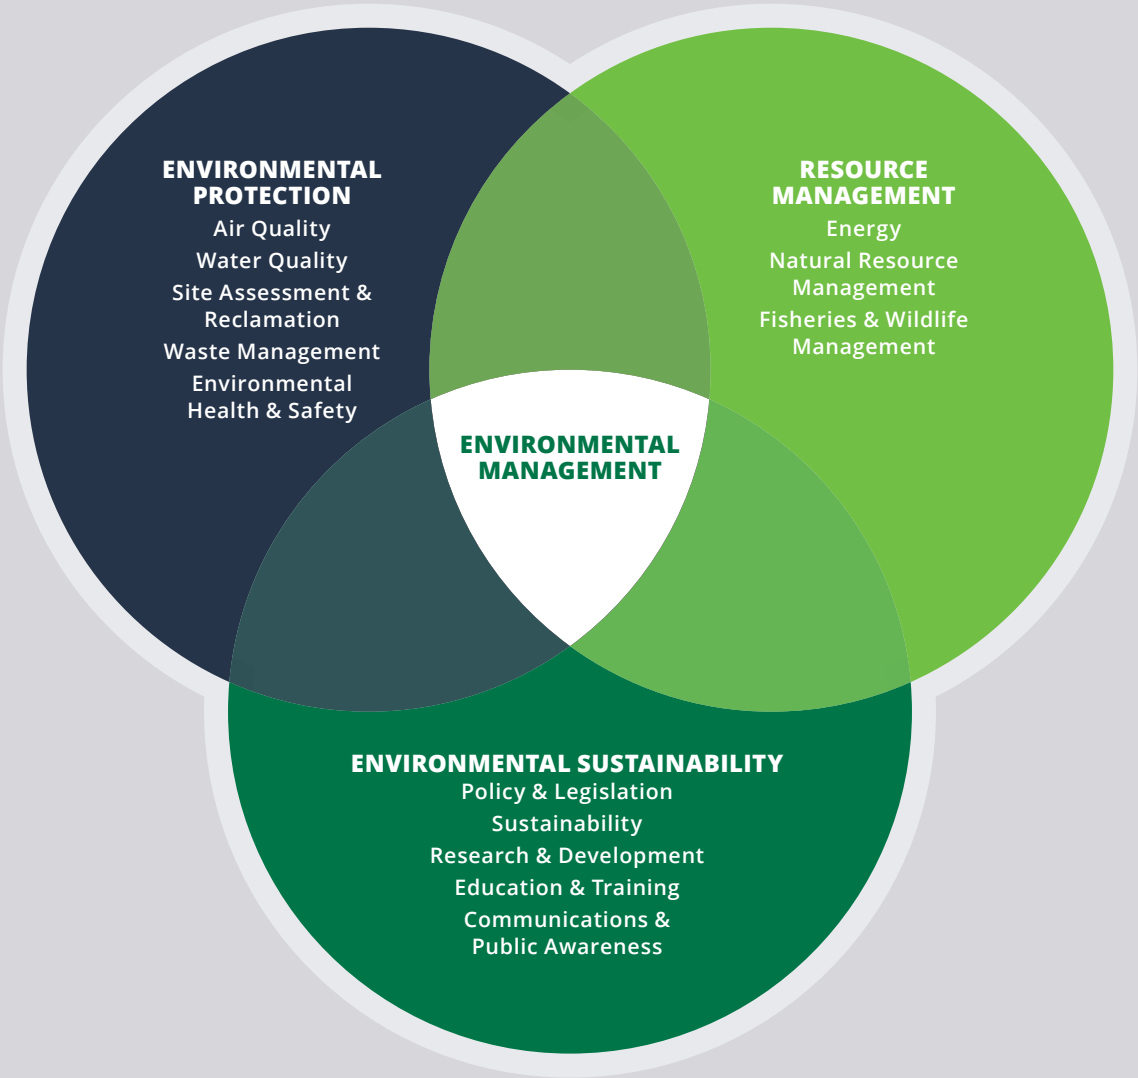 ENVIRONMENTAL
PROTECTION
Air Quality
Water Quality
Site Assessment &
Reclamation
Waste Management
Environmental
Health & Safety
RESOURCE
MANAGEMENT
Energy
Natural Resource
Management
Fisheries & Wildlife
Management
ENVIRONMENTAL
MANAGEMENT
ENVIRONMENTAL SUSTAINABILITY
Policy & Legislation
Sustainability
Research & Development
Education & Training
Communications &
Public Awareness